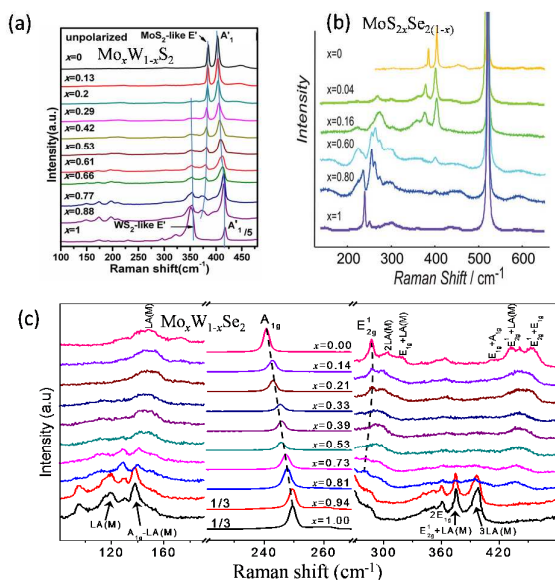 (a)
unpolarized
MoS₂-like E'
A'₁
MoₓW₁₋ₓS₂
x=0
x=0.13
x=0.2
x=0.29
x=0.42
x=0.53
x=0.61
x=0.66
x=0.77
x=0.88
x=1
WS₂-like E'
A'₁/5
Intensity(a.u.)
100 150 200 250 300 350 400 450
Raman shift(cm⁻¹)
(b)
MoS₂ₓSe₂₍₁₋ₓ₎
x=0
x=0.04
x=0.16
x=0.60
x=0.80
x=1
Intensity
200 300 400 500 600
Raman Shift / cm⁻¹
(c)
MoₓW₁₋ₓSe₂
LA(M)
A₁g
E¹₂g
2LA(M)
E₁g+LA(M)
E₁g+A₁g
E¹₂g+LA(M)
E¹₂g+E₁g
x=0.00
x=0.14
x=0.21
x=0.33
x=0.39
x=0.53
x=0.73
x=0.81
1/3 x=0.94
1/3 x=1.00
LA(M)
A₁g-LA(M)
2E₁g
E¹₂g+LA(M)
3LA(M)
Intensity (a.u)
120 140 160 240 250 260 270 300 330 360 390 420
Raman shift (cm⁻¹)